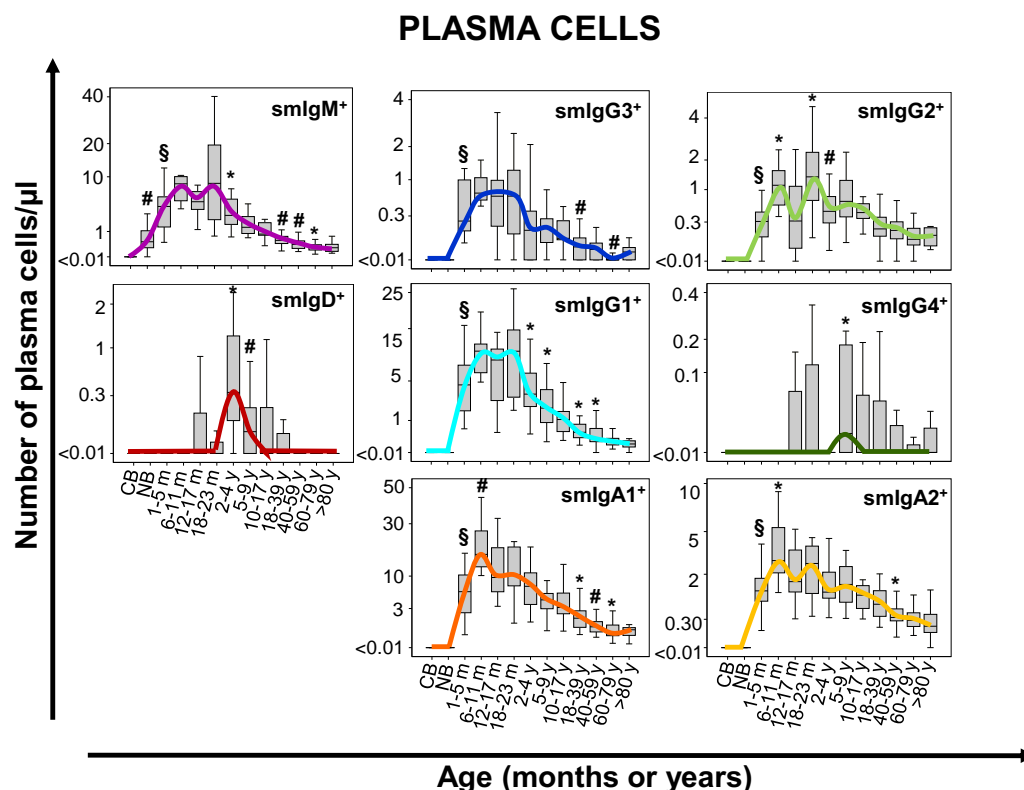 PLASMA CELLS
Number of plasma cells/µl
smIgM+
40
20
10
1
<0.01
# § * # # *
smIgG3+
4
2
1
0.3
<0.01
§ # #
smIgG2+
4
2
1
0.3
<0.01
§ * * #
smIgD+
2
1
0.3
<0.01
* #
CB NB 1-5 m 6-11 m 12-17 m 18-23 m 2-4 y 5-9 y 10-17 y 18-39 y 40-59 y 60-79 y >80 y
smIgG1+
25
15
5
1
<0.01
§ * * * *
smIgG4+
0.4
0.2
0.1
<0.01
*
smIgA1+
50
30
10
3
<0.01
§ # * # *
CB NB 1-5 m 6-11 m 12-17 m 18-23 m 2-4 y 5-9 y 10-17 y 18-39 y 40-59 y 60-79 y >80 y
smIgA2+
10
5
2
0.30
<0.01
§ * *
CB NB 1-5 m 6-11 m 12-17 m 18-23 m 2-4 y 5-9 y 10-17 y 18-39 y 40-59 y 60-79 y >80 y
Age (months or years)